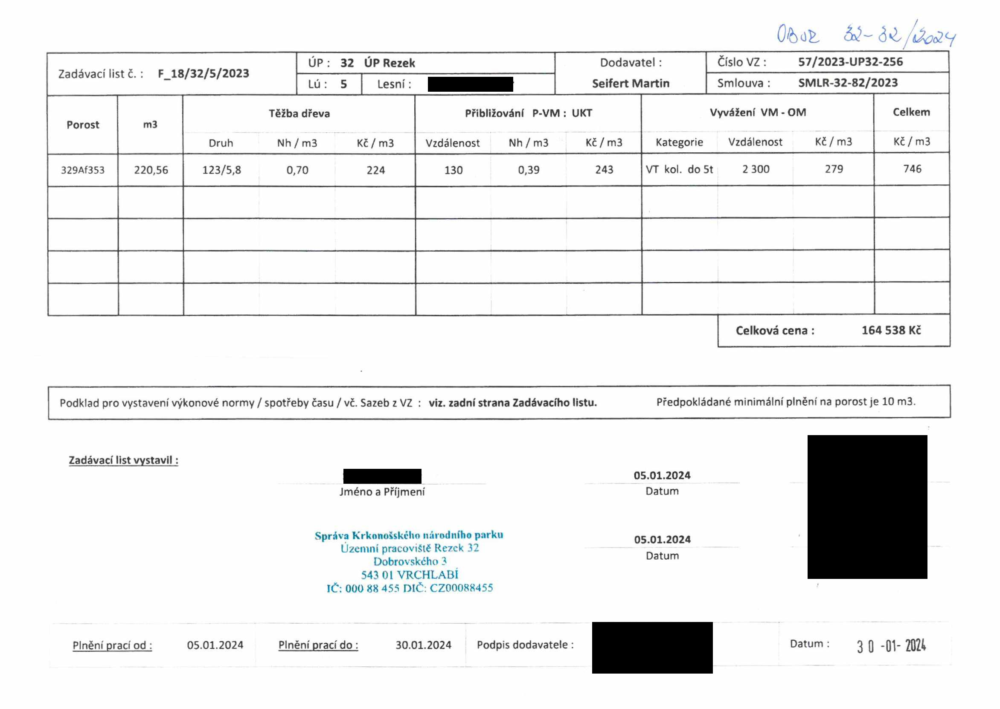 OBUR 32-82/2024
Zadávací list č. : F_18/32/5/2023
ÚP : 32 ÚP Rezek
Lú : 5 Lesní :
Dodavatel :
Seifert Martin
Číslo VZ : 57/2023-UP32-256
Smlouva : SMLR-32-82/2023
Porost m3 Těžba dřeva Přibližování P-VM : UKT Vyvážení VM - OM Celkem
Druh Nh / m3 Kč / m3 Vzdálenost Nh / m3 Kč / m3 Kategorie Vzdálenost Kč / m3 Kč / m3
329Af353 220,56 123/5,8 0,70 224 130 0,39 243 VT kol. do 5t 2 300 279 746
Celková cena : 164 538 Kč
Podklad pro vystavení výkonové normy / spotřeby času / vč. Sazeb z VZ : viz. zadní strana Zadávacího listu. Předpokládané minimální plnění na porost je 10 m3.
Zadávací list vystavil :
05.01.2024
Jméno a Příjmení Datum
Správa Krkonošského národního parku
Územní pracoviště Rezek 32
Dobrovského 3
543 01 VRCHLABÍ
IČ: 000 88 455 DIČ: CZ00088455
05.01.2024
Datum
Plnění prací od : 05.01.2024 Plnění prací do : 30.01.2024 Podpis dodavatele : Datum : 30 -01- 2024